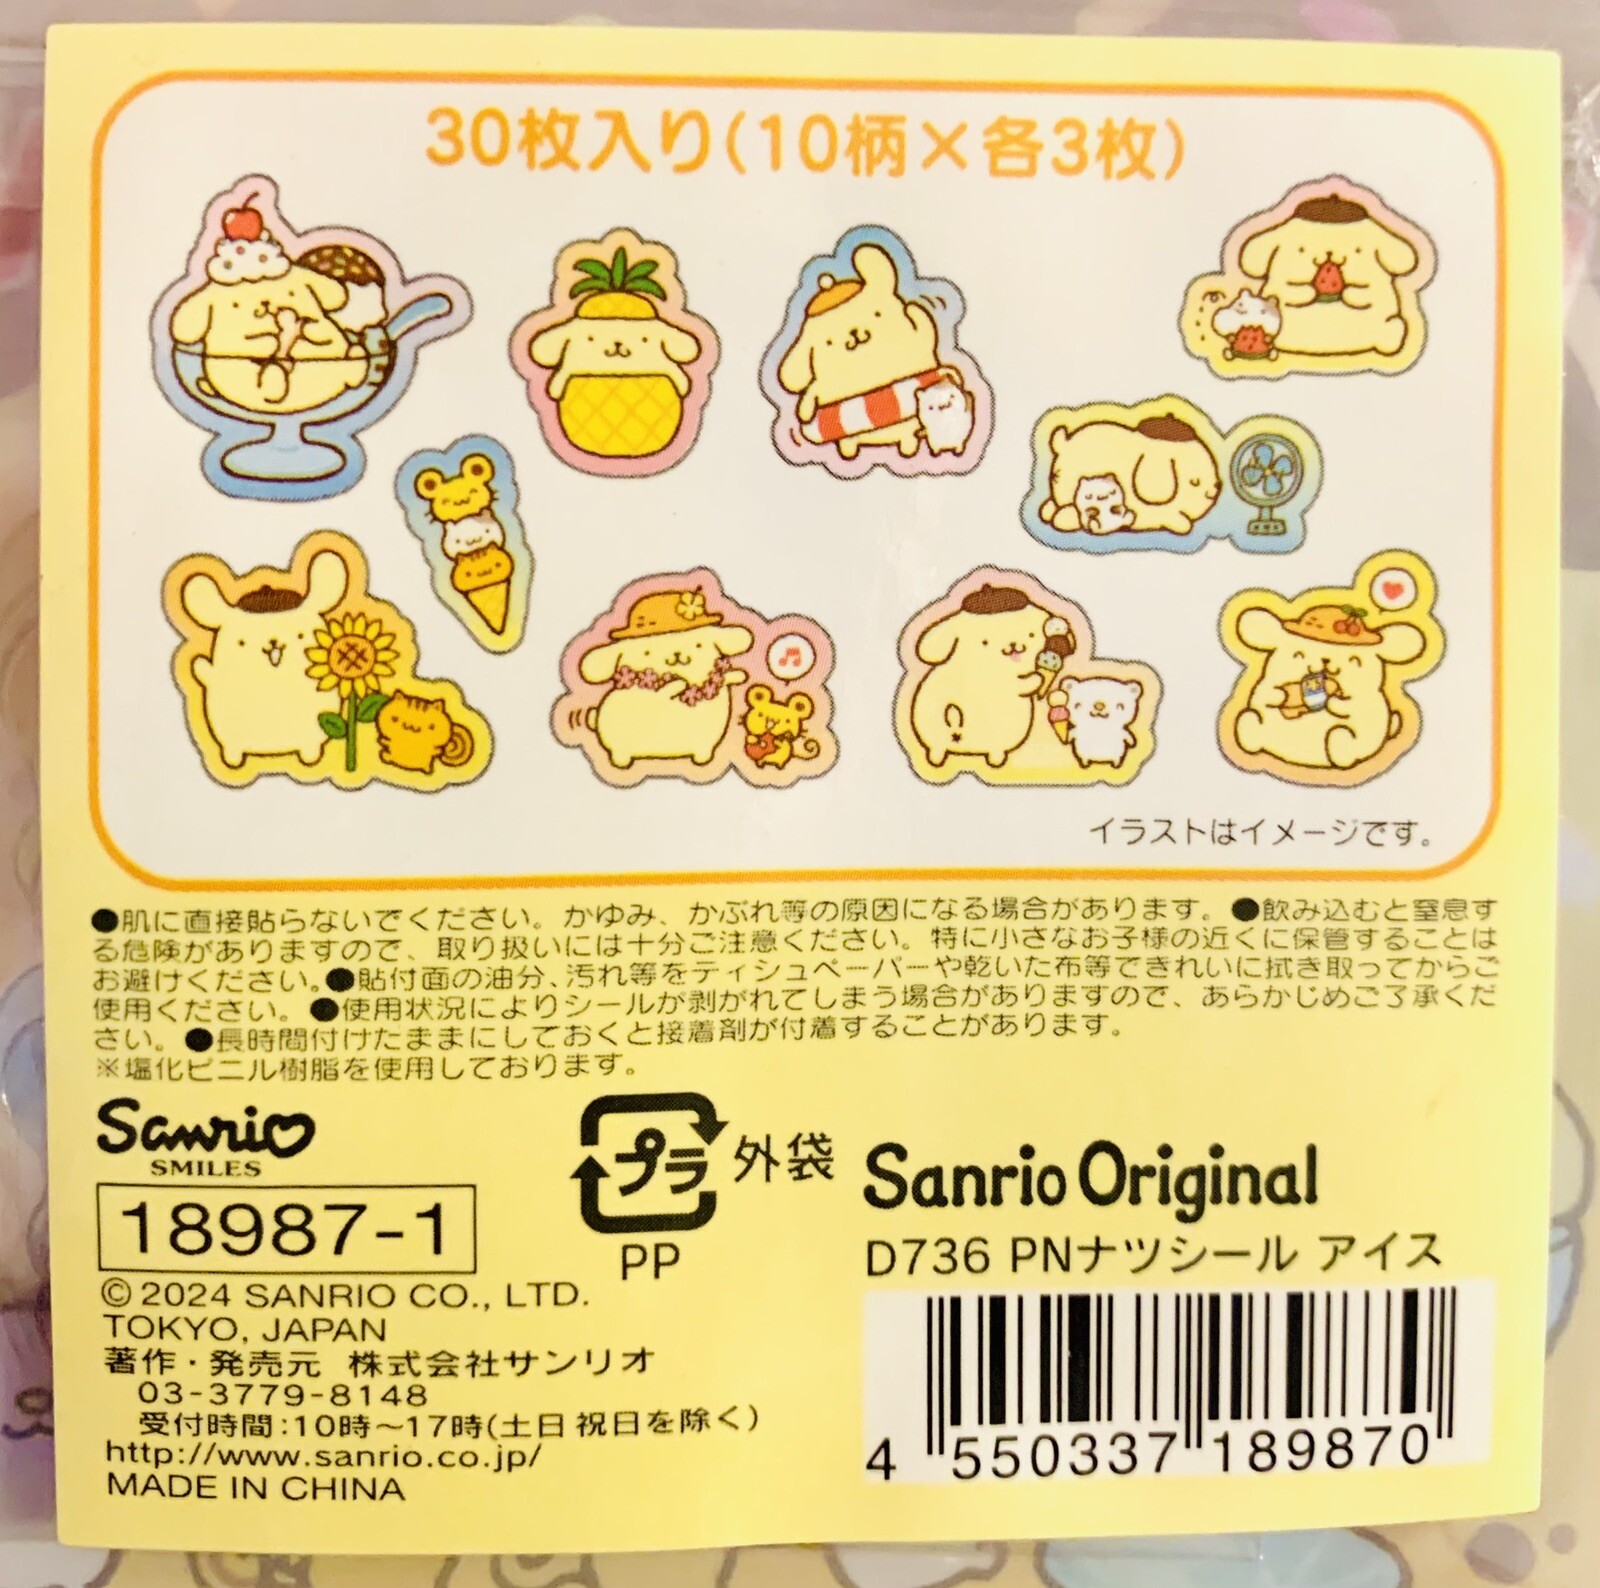 30枚入り(10柄×各3枚)
イラストはイメージです。
●肌に直接貼らないでください。かゆみ、かぶれ等の原因になる場合があります。●飲み込むと窒息す
る危険がありますので、取り扱いには十分ご注意ください。特に小さなお子様の近くに保管することは
お避けください。●貼付面の油分、汚れ等をティシュペーパーや乾いた布等できれいに拭き取ってからご
使用ください。●使用状況によりシールが剥がれてしまう場合がありますので、あらかじめご了承くだ
さい。●長時間付けたままにしておくと接着剤が付着することがあります。
※塩化ビニル樹脂を使用しております。
Sanrio
SMILES
18987-1
プラ 外袋
PP
Sanrio Original
D736 PNナツシール アイス
©2024 SANRIO CO., LTD.
TOKYO, JAPAN
著作・発売元 株式会社サンリオ
03-3779-8148
受付時間:10時～17時(土日祝日を除く)
http://www.sanrio.co.jp/
MADE IN CHINA
4 550337 189870